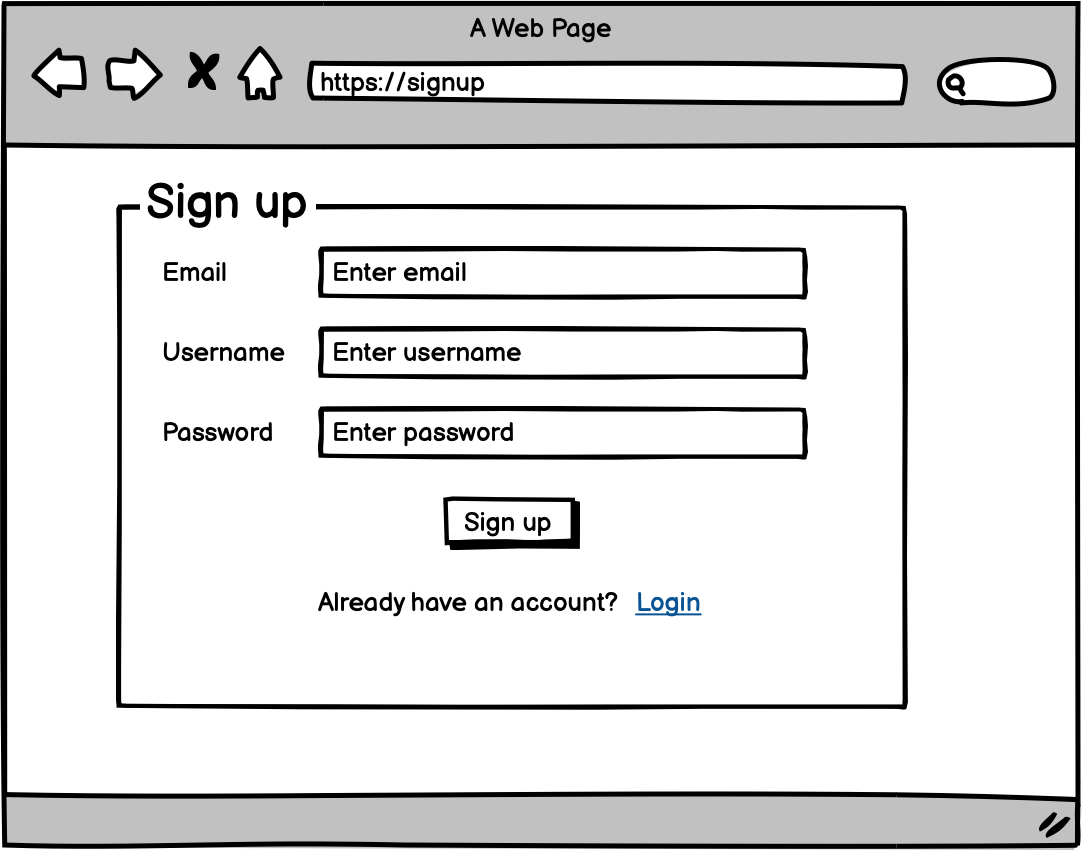 A Web Page
https://signup
Sign up
Email Enter email
Username Enter username
Password Enter password
Sign up
Already have an account? Login